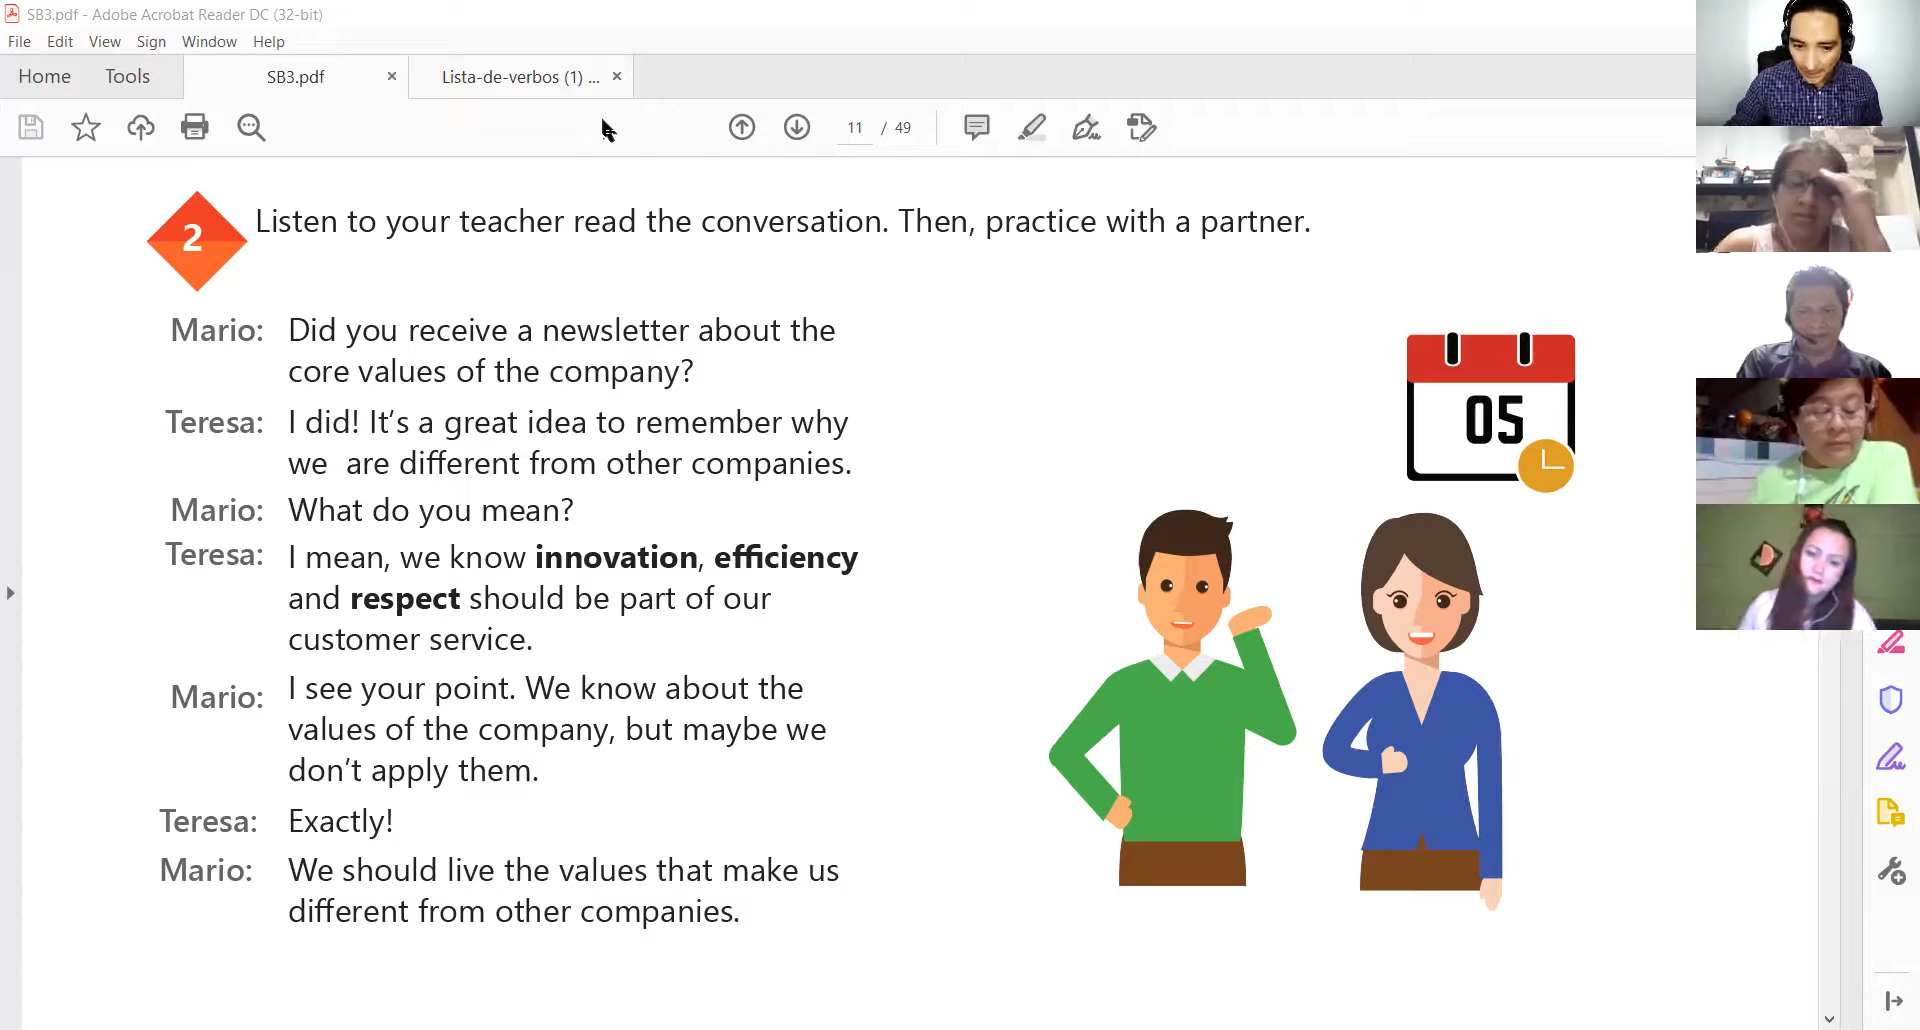 SB3.pdf - Adobe Acrobat Reader DC (32-bit)
File Edit View Sign Window Help
Home Tools SB3.pdf × Lista-de-verbos (1) ... ×
11 / 49
2 Listen to your teacher read the conversation. Then, practice with a partner.
Mario: Did you receive a newsletter about the
core values of the company?
Teresa: I did! It’s a great idea to remember why
we are different from other companies.
Mario: What do you mean?
Teresa: I mean, we know innovation, efficiency
and respect should be part of our
customer service.
Mario: I see your point. We know about the
values of the company, but maybe we
don’t apply them.
Teresa: Exactly!
Mario: We should live the values that make us
different from other companies.
05